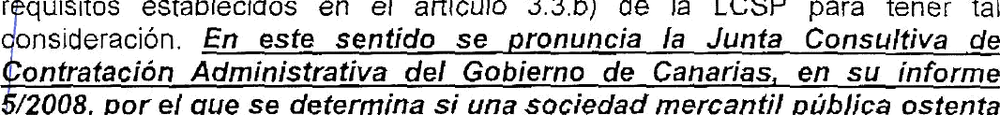 requisitos establecidos en el artículo 3.3.b) de la LCSP para tener tal
consideración. En este sentido se pronuncia la Junta Consultiva de
Contratación Administrativa del Gobierno de Canarias, en su informe
5/2008, por el que se determina si una sociedad mercantil pública ostenta